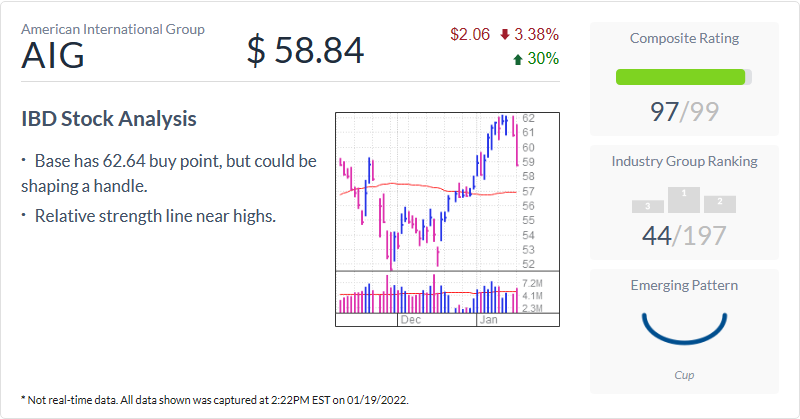 American International Group
AIG
$ 58.84
$2.06 3.38%
30%
IBD Stock Analysis
· Base has 62.64 buy point, but could be
shaping a handle.
· Relative strength line near highs.
62
61
60
59
58
57
56
55
54
53
52
7.2M
4.1M
2.3M
Dec
Jan
Composite Rating
97/99
Industry Group Ranking
3
1
2
44/197
Emerging Pattern
Cup
* Not real-time data. All data shown was captured at 2:22PM EST on 01/19/2022.